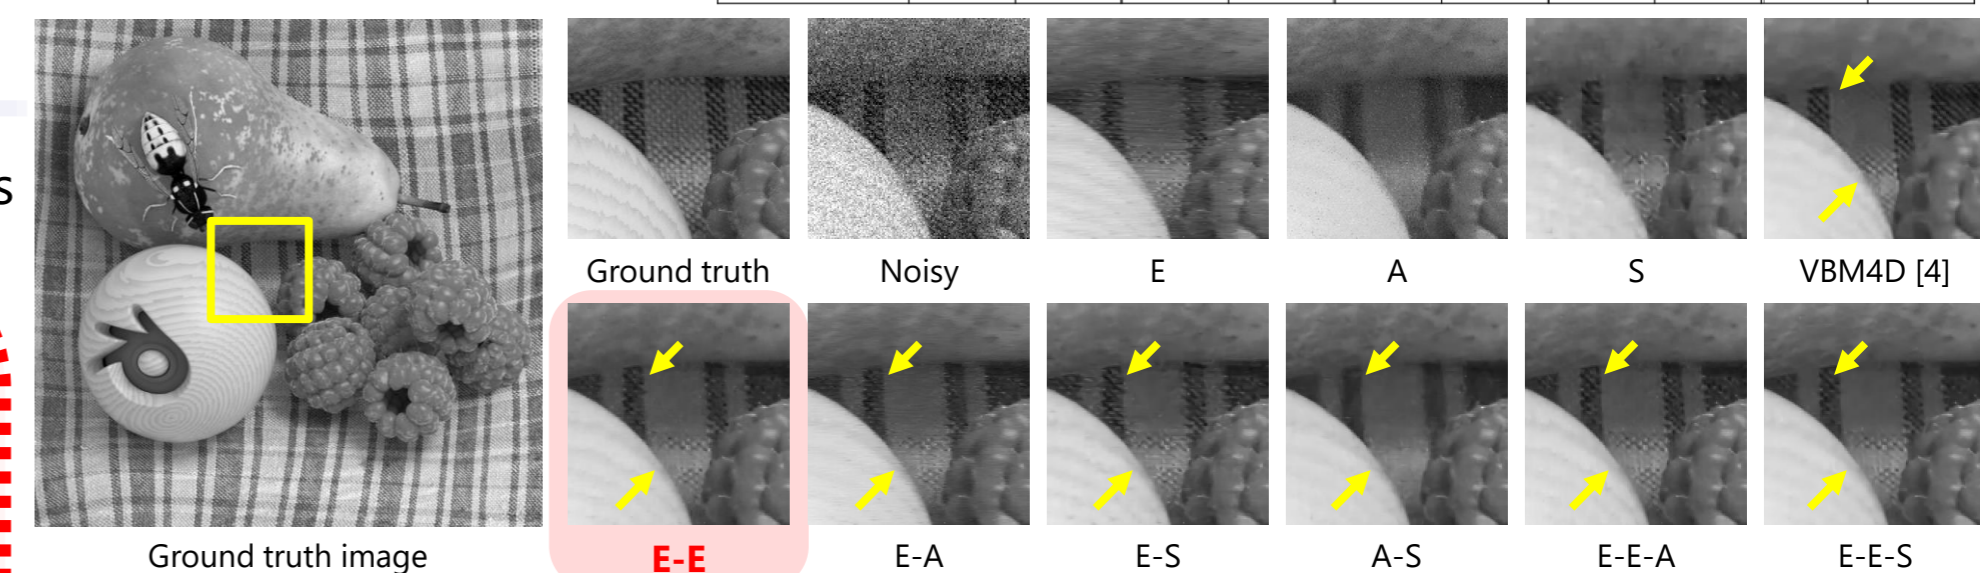 s
Ground truth
Noisy
E
A
S
VBM4D [4]
Ground truth image
E-E
E-A
E-S
A-S
E-E-A
E-E-S